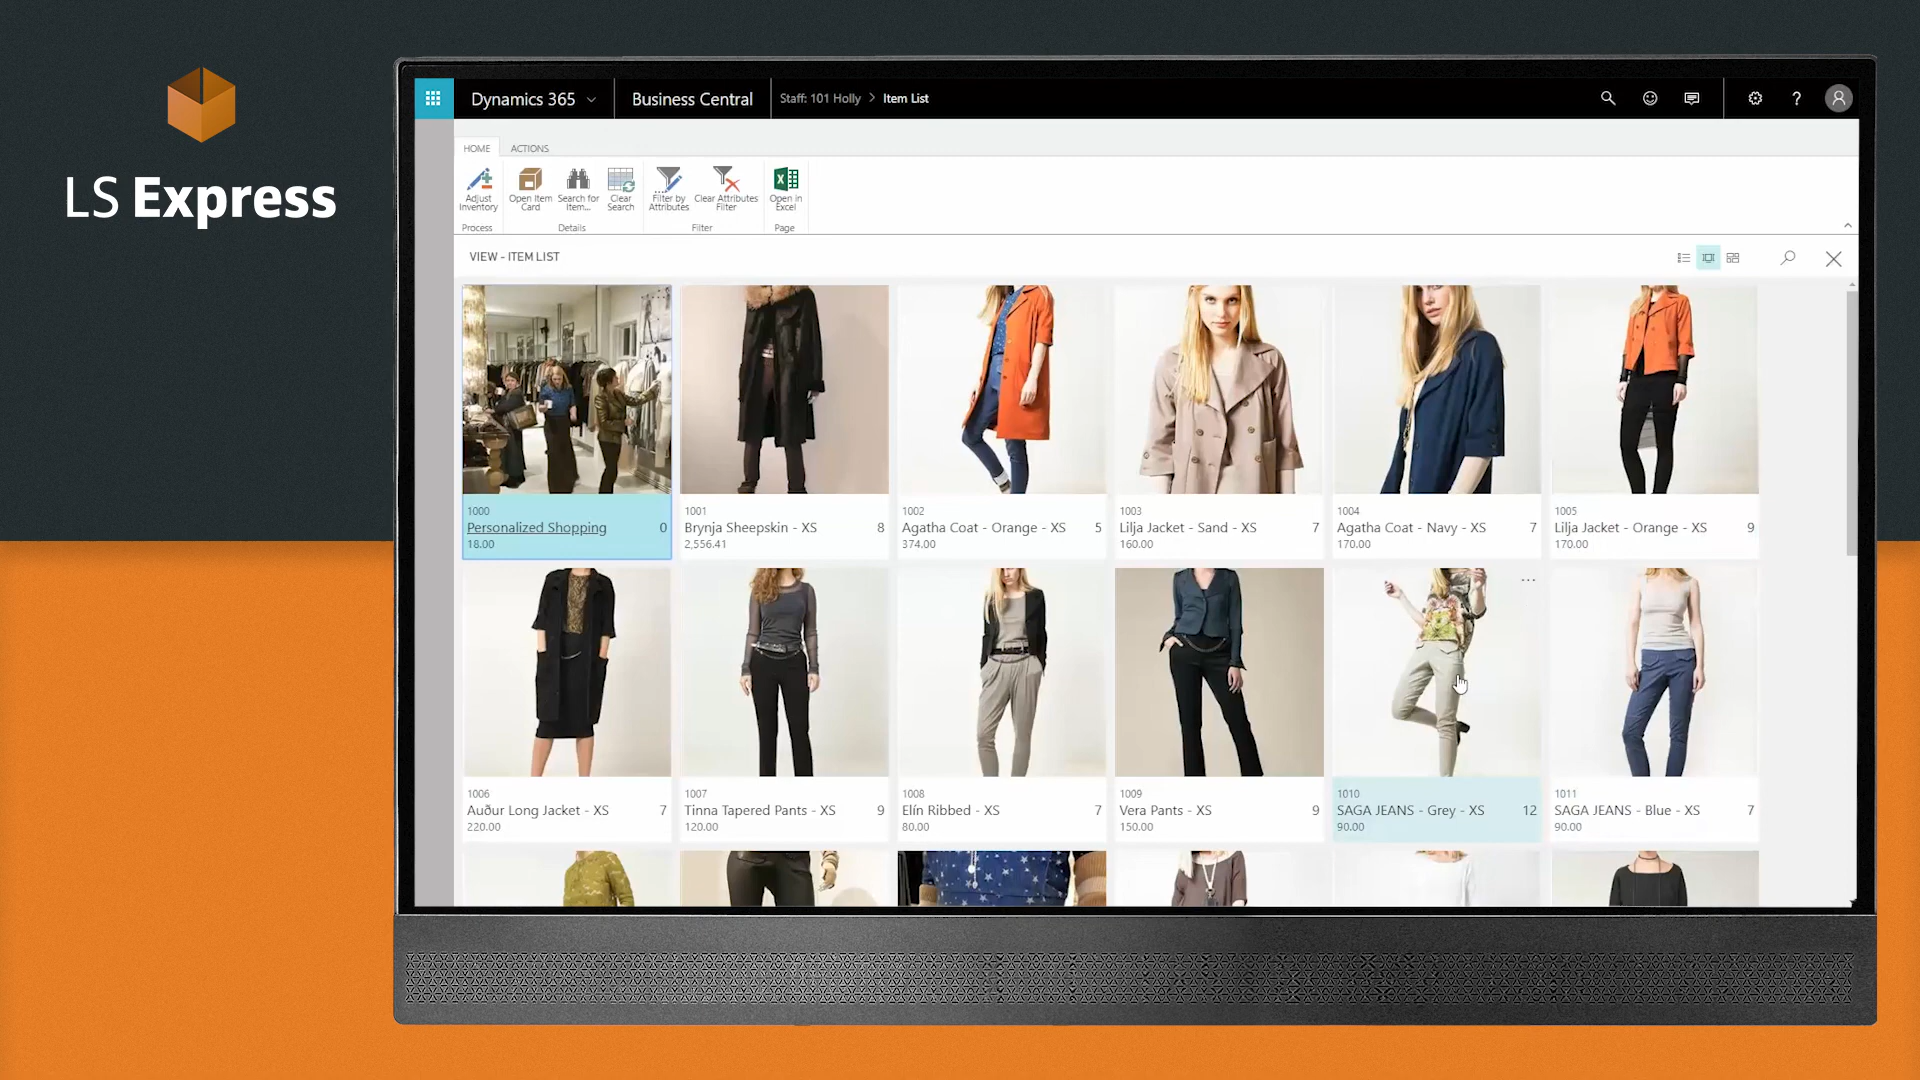 LS Express
Dynamics 365
Business Central
Staff: 101 Holly > Item List
?
HOME
ACTIONS
Adjust
Inventory
Open Item
Card
Search for
Item...
Clear
Search
Filter by
Attributes
Clear Attributes
Filter
Open in
Excel
Process
Details
Filter
Page
VIEW - ITEM LIST
1000
Personalized Shopping 0
18.00
1001
Brynja Sheepskin - XS 8
2,556.41
1002
Agatha Coat - Orange - XS 5
374.00
1003
Lilja Jacket - Sand - XS 7
160.00
1004
Agatha Coat - Navy - XS 7
170.00
1005
Lilja Jacket - Orange - XS 9
170.00
1006
Auður Long Jacket - XS 7
220.00
1007
Tinna Tapered Pants - XS 9
120.00
1008
Elín Ribbed - XS 7
80.00
1009
Vera Pants - XS 9
150.00
...
1010
SAGA JEANS - Grey - XS 12
90.00
1011
SAGA JEANS - Blue - XS 7
90.00